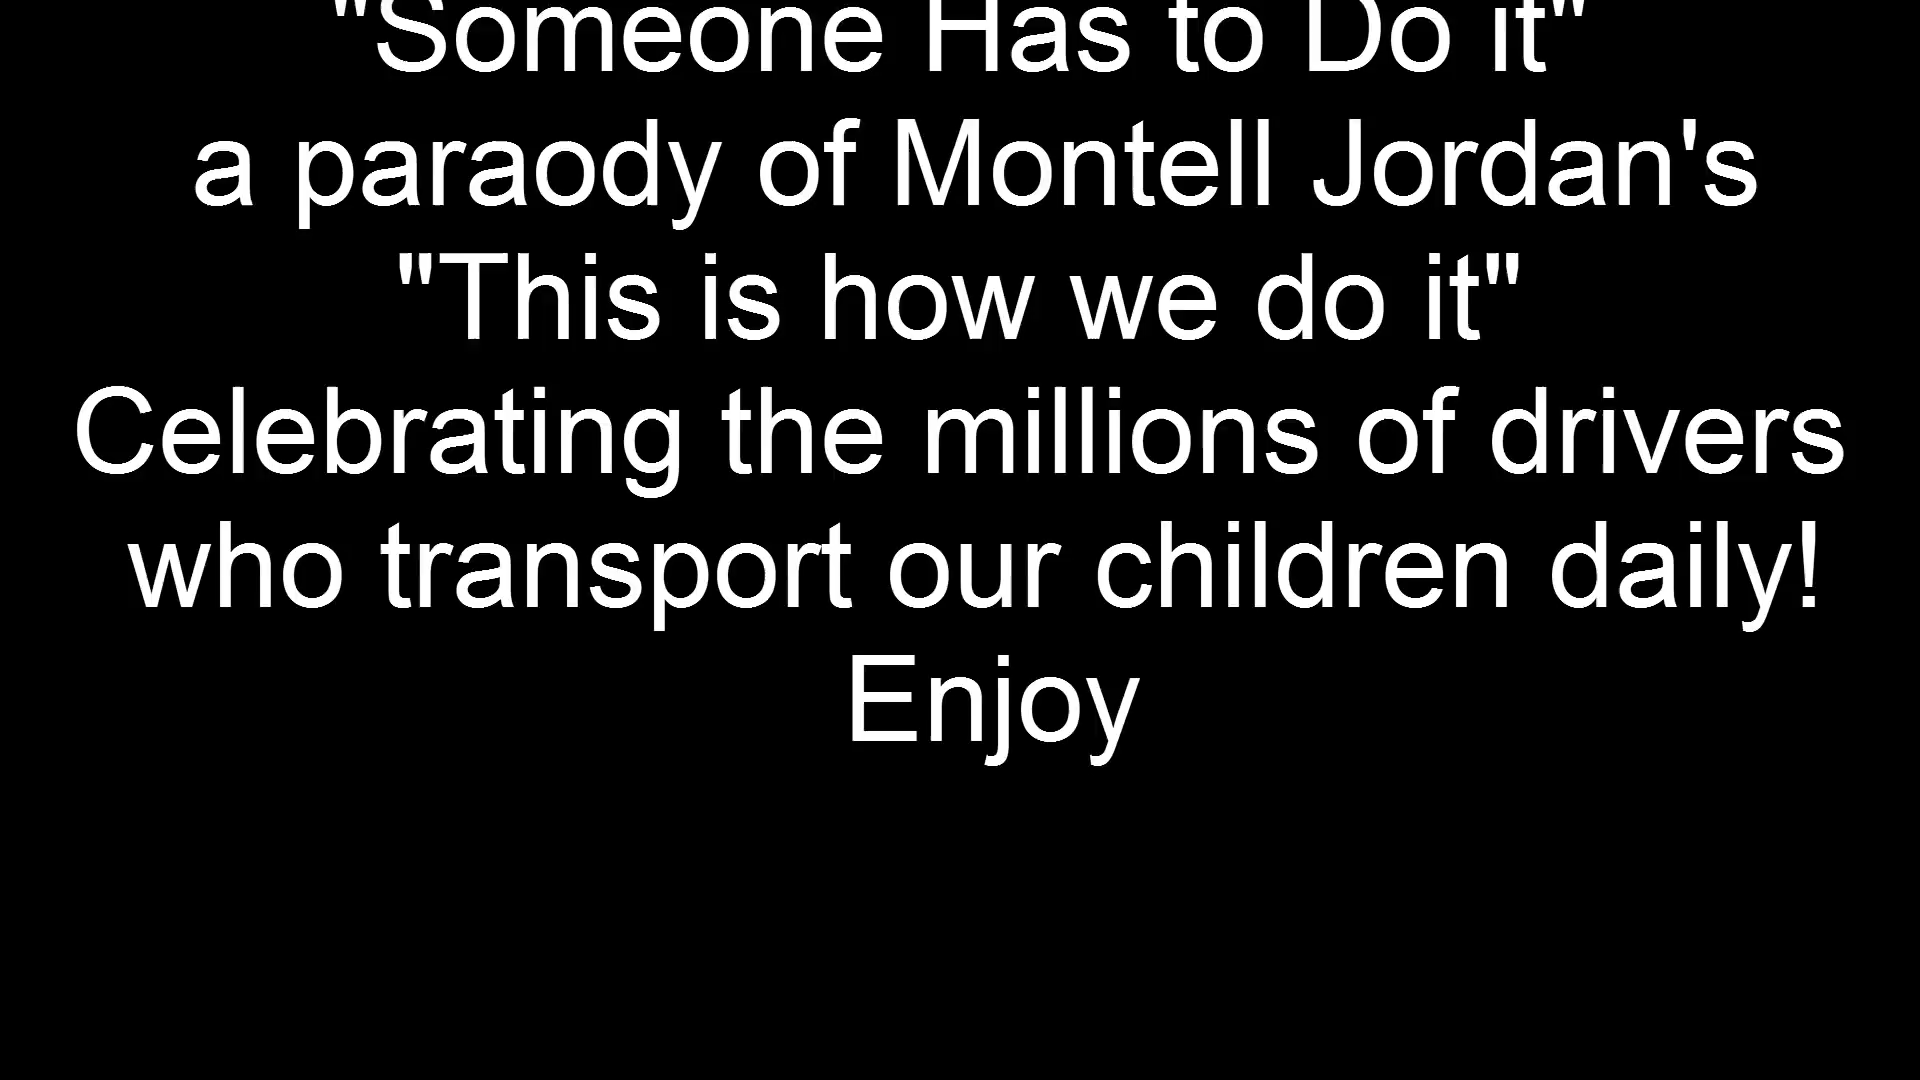 "Someone Has to Do it"
a paraody of Montell Jordan's
"This is how we do it"
Celebrating the millions of drivers
who transport our children daily!
Enjoy